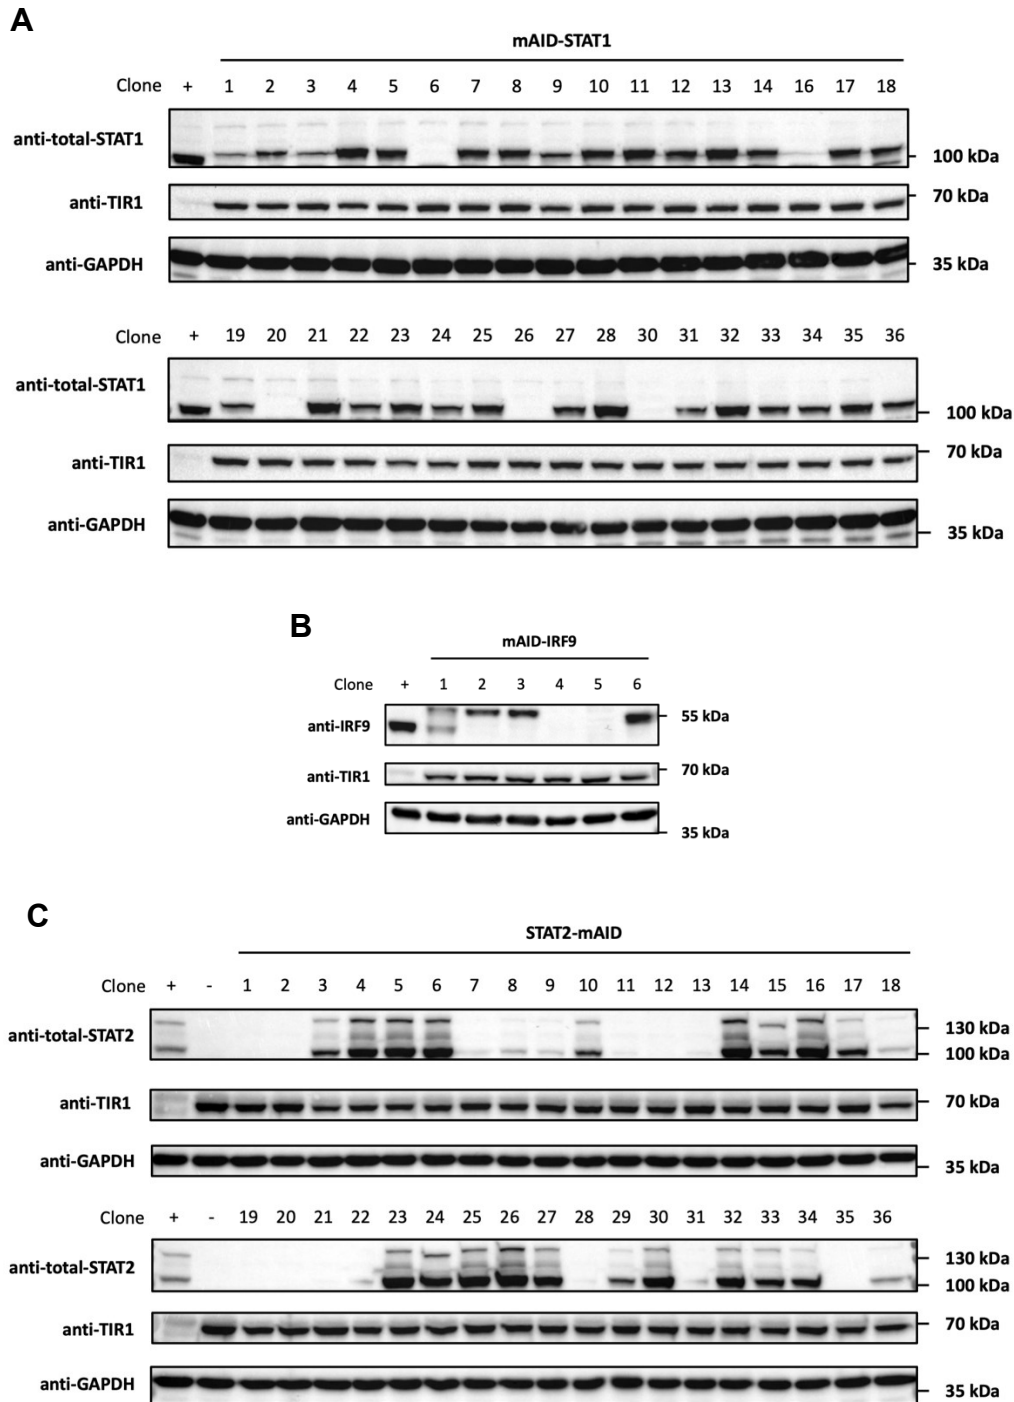 A
mAID-STAT1
Clone + 1 2 3 4 5 6 7 8 9 10 11 12 13 14 16 17 18
anti-total-STAT1
100 kDa
anti-TIR1
70 kDa
anti-GAPDH
35 kDa
Clone + 19 20 21 22 23 24 25 26 27 28 30 31 32 33 34 35 36
anti-total-STAT1
100 kDa
anti-TIR1
70 kDa
anti-GAPDH
35 kDa
B
mAID-IRF9
Clone + 1 2 3 4 5 6
anti-IRF9
55 kDa
anti-TIR1
70 kDa
anti-GAPDH
35 kDa
C
STAT2-mAID
Clone + - 1 2 3 4 5 6 7 8 9 10 11 12 13 14 15 16 17 18
anti-total-STAT2
130 kDa
100 kDa
anti-TIR1
70 kDa
anti-GAPDH
35 kDa
Clone + - 19 20 21 22 23 24 25 26 27 28 29 30 31 32 33 34 35 36
anti-total-STAT2
130 kDa
100 kDa
anti-TIR1
70 kDa
anti-GAPDH
35 kDa